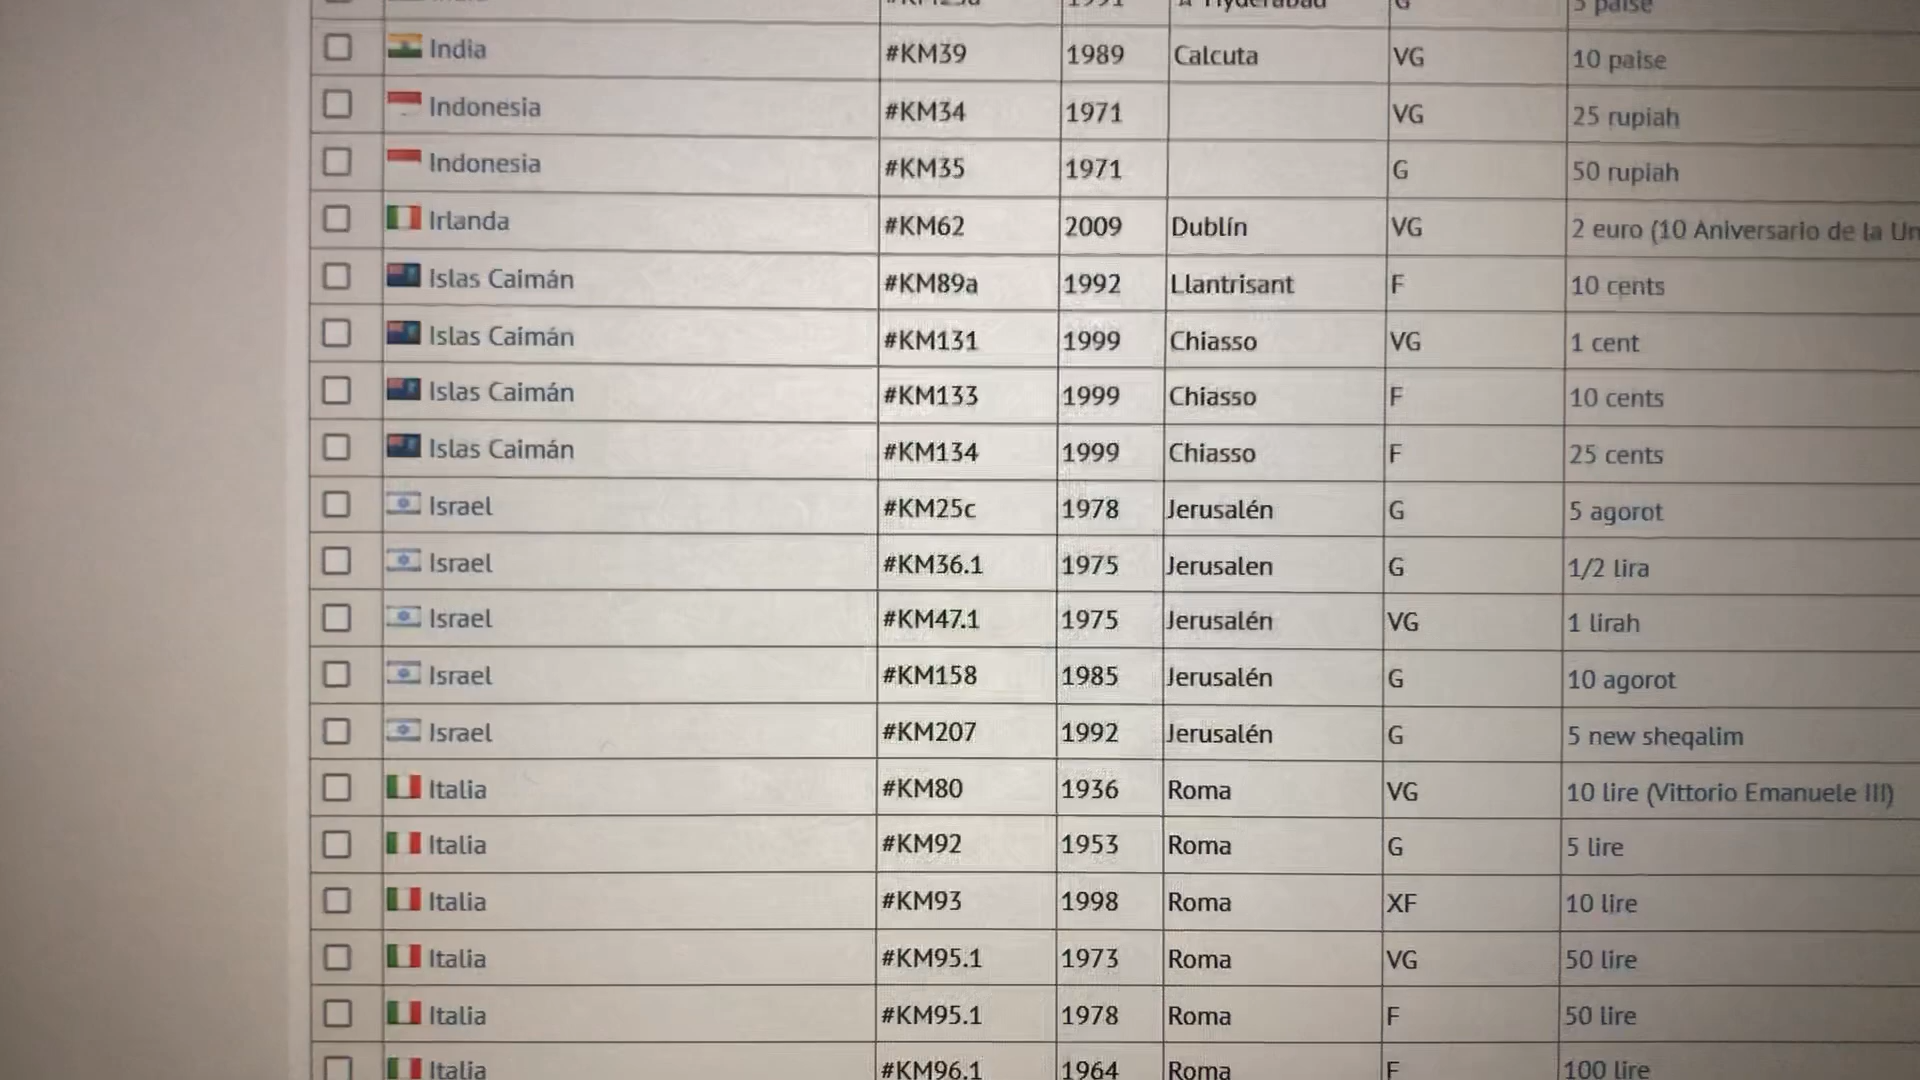 Hyderabad G 5 paise
India #KM39 1989 Calcuta VG 10 paise
Indonesia #KM34 1971 VG 25 rupiah
Indonesia #KM35 1971 G 50 rupiah
Irlanda #KM62 2009 Dublín VG 2 euro (10 Aniversario de la Un
Islas Caimán #KM89a 1992 Llantrisant F 10 cents
Islas Caimán #KM131 1999 Chiasso VG 1 cent
Islas Caimán #KM133 1999 Chiasso F 10 cents
Islas Caimán #KM134 1999 Chiasso F 25 cents
Israel #KM25c 1978 Jerusalén G 5 agorot
Israel #KM36.1 1975 Jerusalen G 1/2 lira
Israel #KM47.1 1975 Jerusalén VG 1 lirah
Israel #KM158 1985 Jerusalén G 10 agorot
Israel #KM207 1992 Jerusalén G 5 new sheqalim
Italia #KM80 1936 Roma VG 10 lire (Vittorio Emanuele III)
Italia #KM92 1953 Roma G 5 lire
Italia #KM93 1998 Roma XF 10 lire
Italia #KM95.1 1973 Roma VG 50 lire
Italia #KM95.1 1978 Roma F 50 lire
Italia #KM96.1 1964 Roma F 100 lire